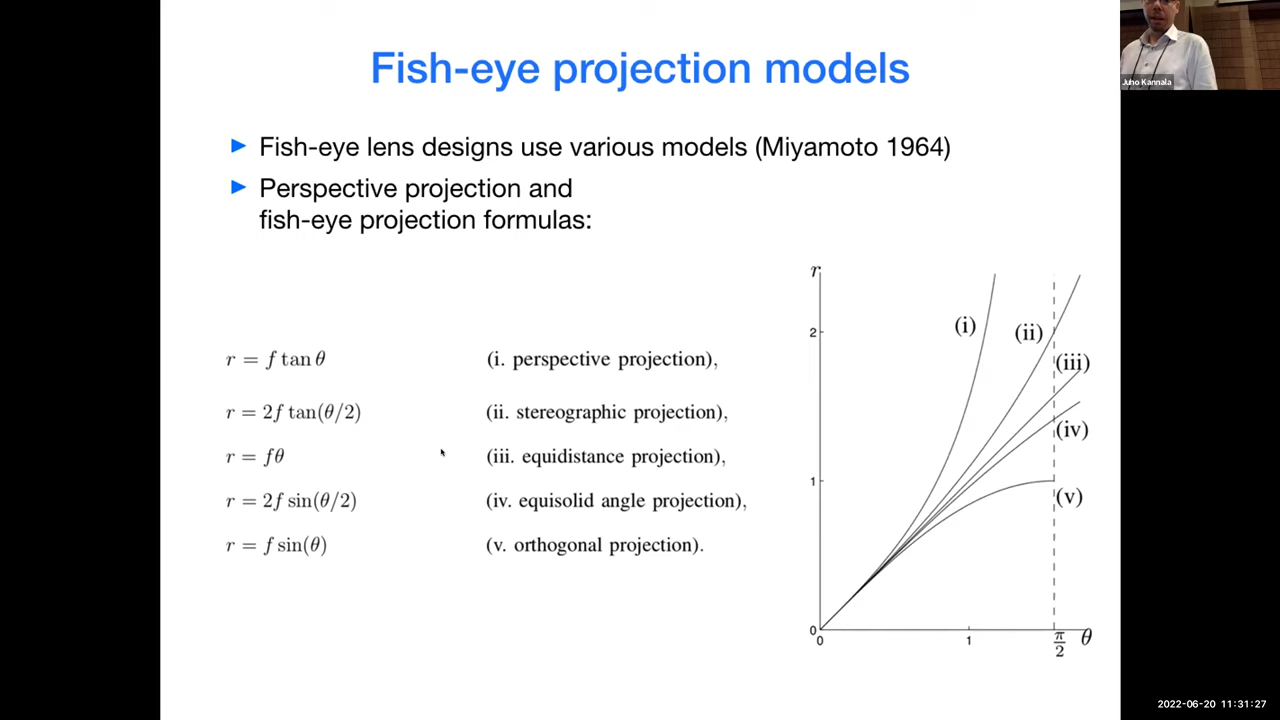 Fish-eye projection models
Juho Kannala
► Fish-eye lens designs use various models (Miyamoto 1964)
► Perspective projection and
fish-eye projection formulas:
r = f tan θ (i. perspective projection),
r = 2f tan(θ/2) (ii. stereographic projection),
r = fθ (iii. equidistance projection),
r = 2f sin(θ/2) (iv. equisolid angle projection),
r = f sin(θ) (v. orthogonal projection).
r
2
1
0
0
1
π/2
θ
(i)
(ii)
(iii)
(iv)
(v)
2022-06-20 11:31:27